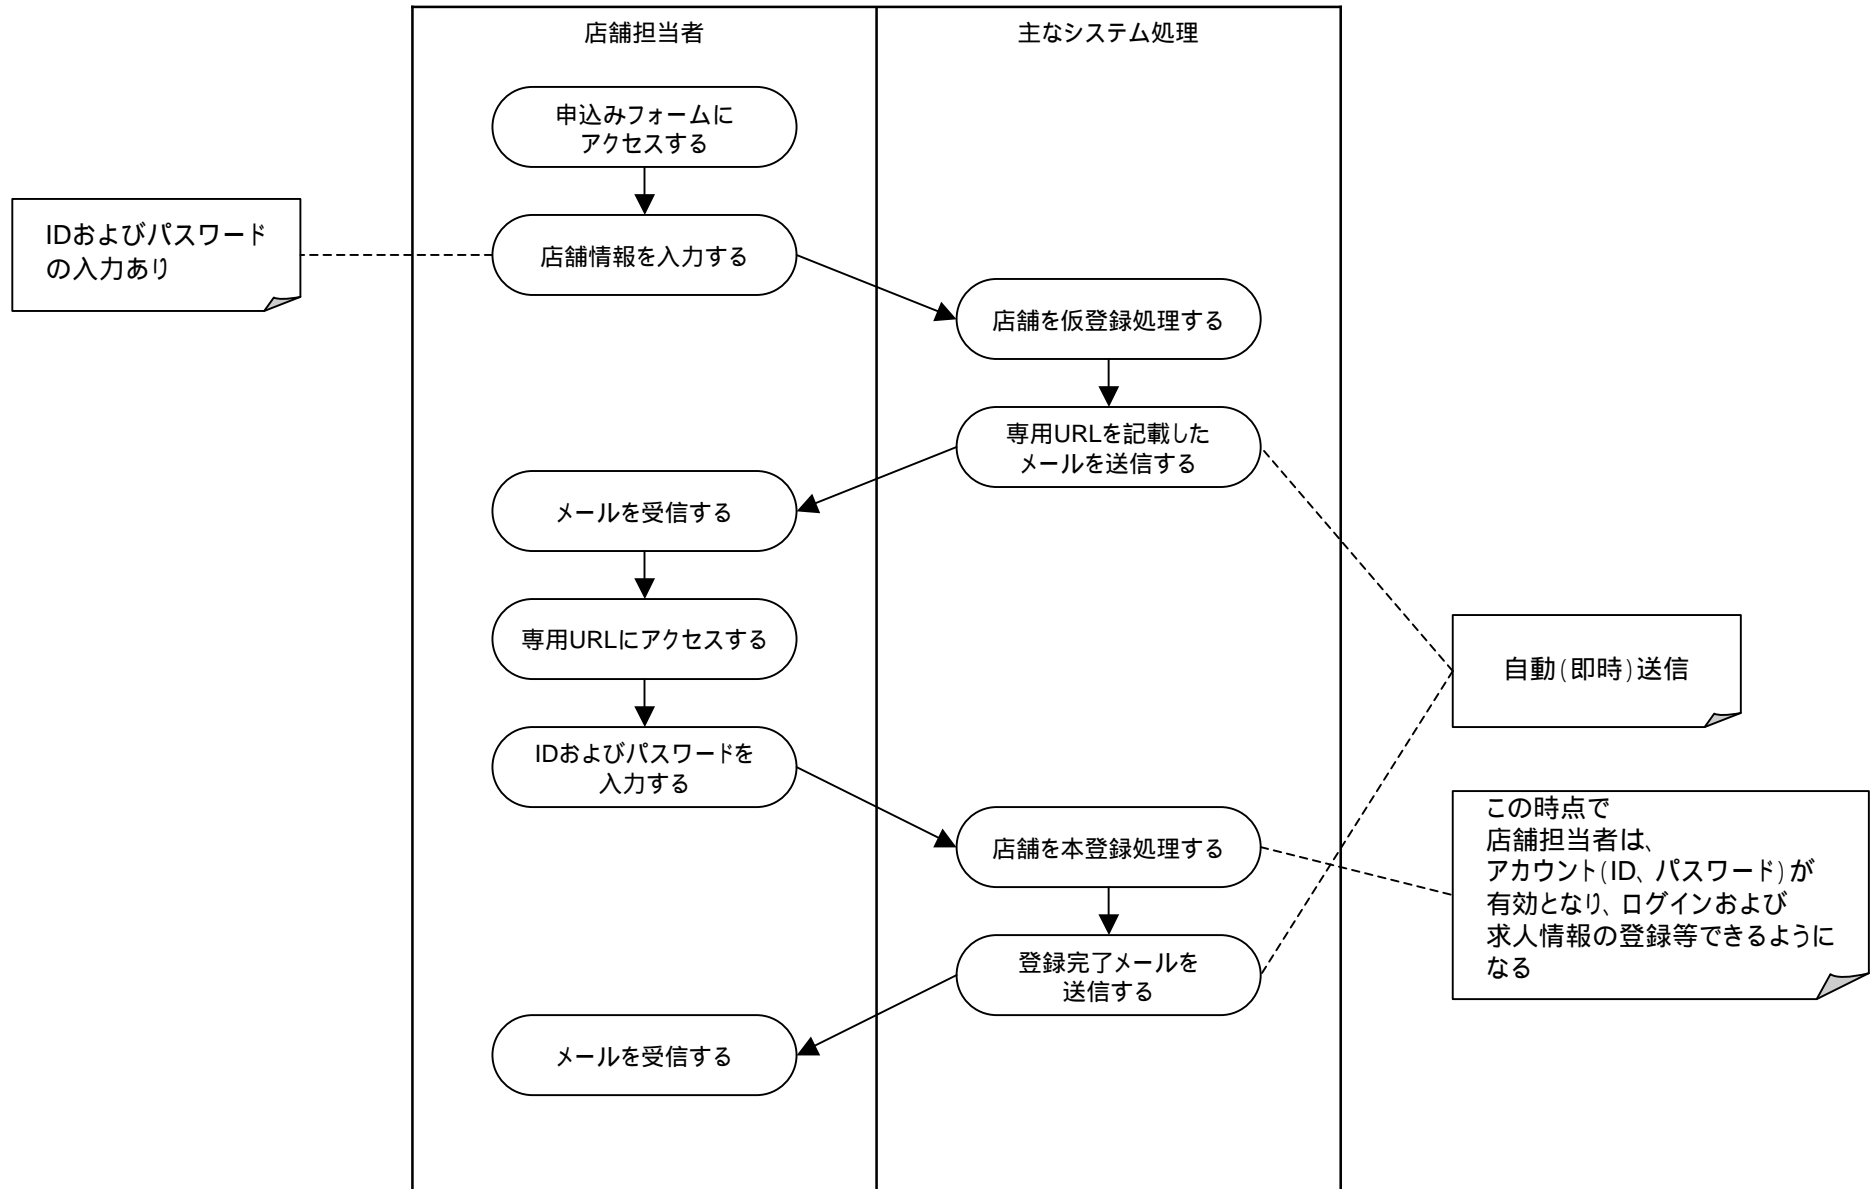 店舗担当者
主なシステム処理
申込みフォームに
アクセスする
IDおよびパスワード
の入力あり
店舗情報を入力する
店舗を仮登録処理する
専用URLを記載した
メールを送信する
メールを受信する
専用URLにアクセスする
自動(即時)送信
IDおよびパスワードを
入力する
店舗を本登録処理する
この時点で
店舗担当者は、
アカウント(ID、パスワード)が
有効となり、ログインおよび
求人情報の登録等できるように
なる
登録完了メールを
送信する
メールを受信する